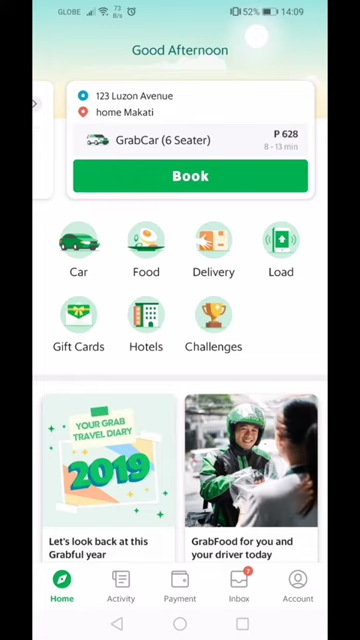 GLOBE 73 B/s 52% 14:09
Good Afternoon
123 Luzon Avenue
home Makati
GrabCar (6 Seater) P 628
8 - 13 min
Book
Car Food Delivery Load
Gift Cards Hotels Challenges
YOUR GRAB
TRAVEL DIARY
2019
Let's look back at this
Grabful year
GrabFood for you and
your driver today
7
Home Activity Payment Inbox Account